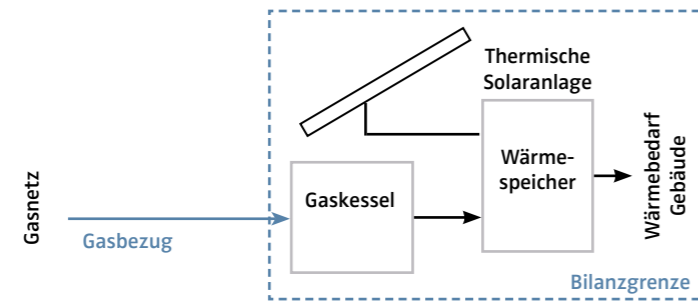 Thermische
Solaranlage
Wärme-
speicher
Wärmebedarf
Gebäude
Gaskessel
Gasnetz
Gasbezug
Bilanzgrenze